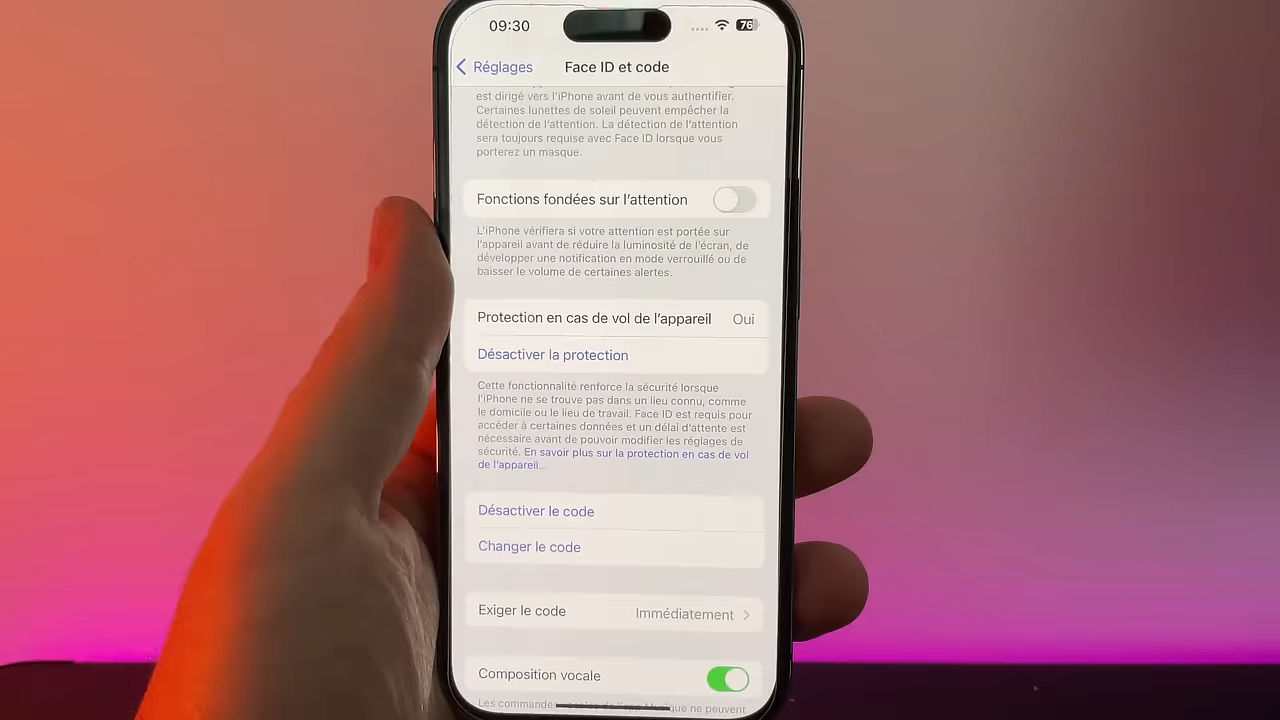 09:30
76
Réglages
Face ID et code
est dirigé vers l'iPhone avant de vous authentifier.
Certaines lunettes de soleil peuvent empêcher la
détection de l'attention. La détection de l'attention
sera toujours requise avec Face ID lorsque vous
porterez un masque.
Fonctions fondées sur l'attention
L'iPhone vérifiera si votre attention est portée sur
l'appareil avant de réduire la luminosité de l'écran, de
développer une notification en mode verrouillé ou de
baisser le volume de certaines alertes.
Protection en cas de vol de l'appareil Oui
Désactiver la protection
Cette fonctionnalité renforce la sécurité lorsque
l'iPhone ne se trouve pas dans un lieu connu, comme
le domicile ou le lieu de travail. Face ID est requis pour
accéder à certaines données et un délai d'attente est
nécessaire avant de pouvoir modifier les réglages de
sécurité. En savoir plus sur la protection en cas de vol
de l'appareil...
Désactiver le code
Changer le code
Exiger le code Immédiatement
Composition vocale
Les de l'app Musique ne peuvent